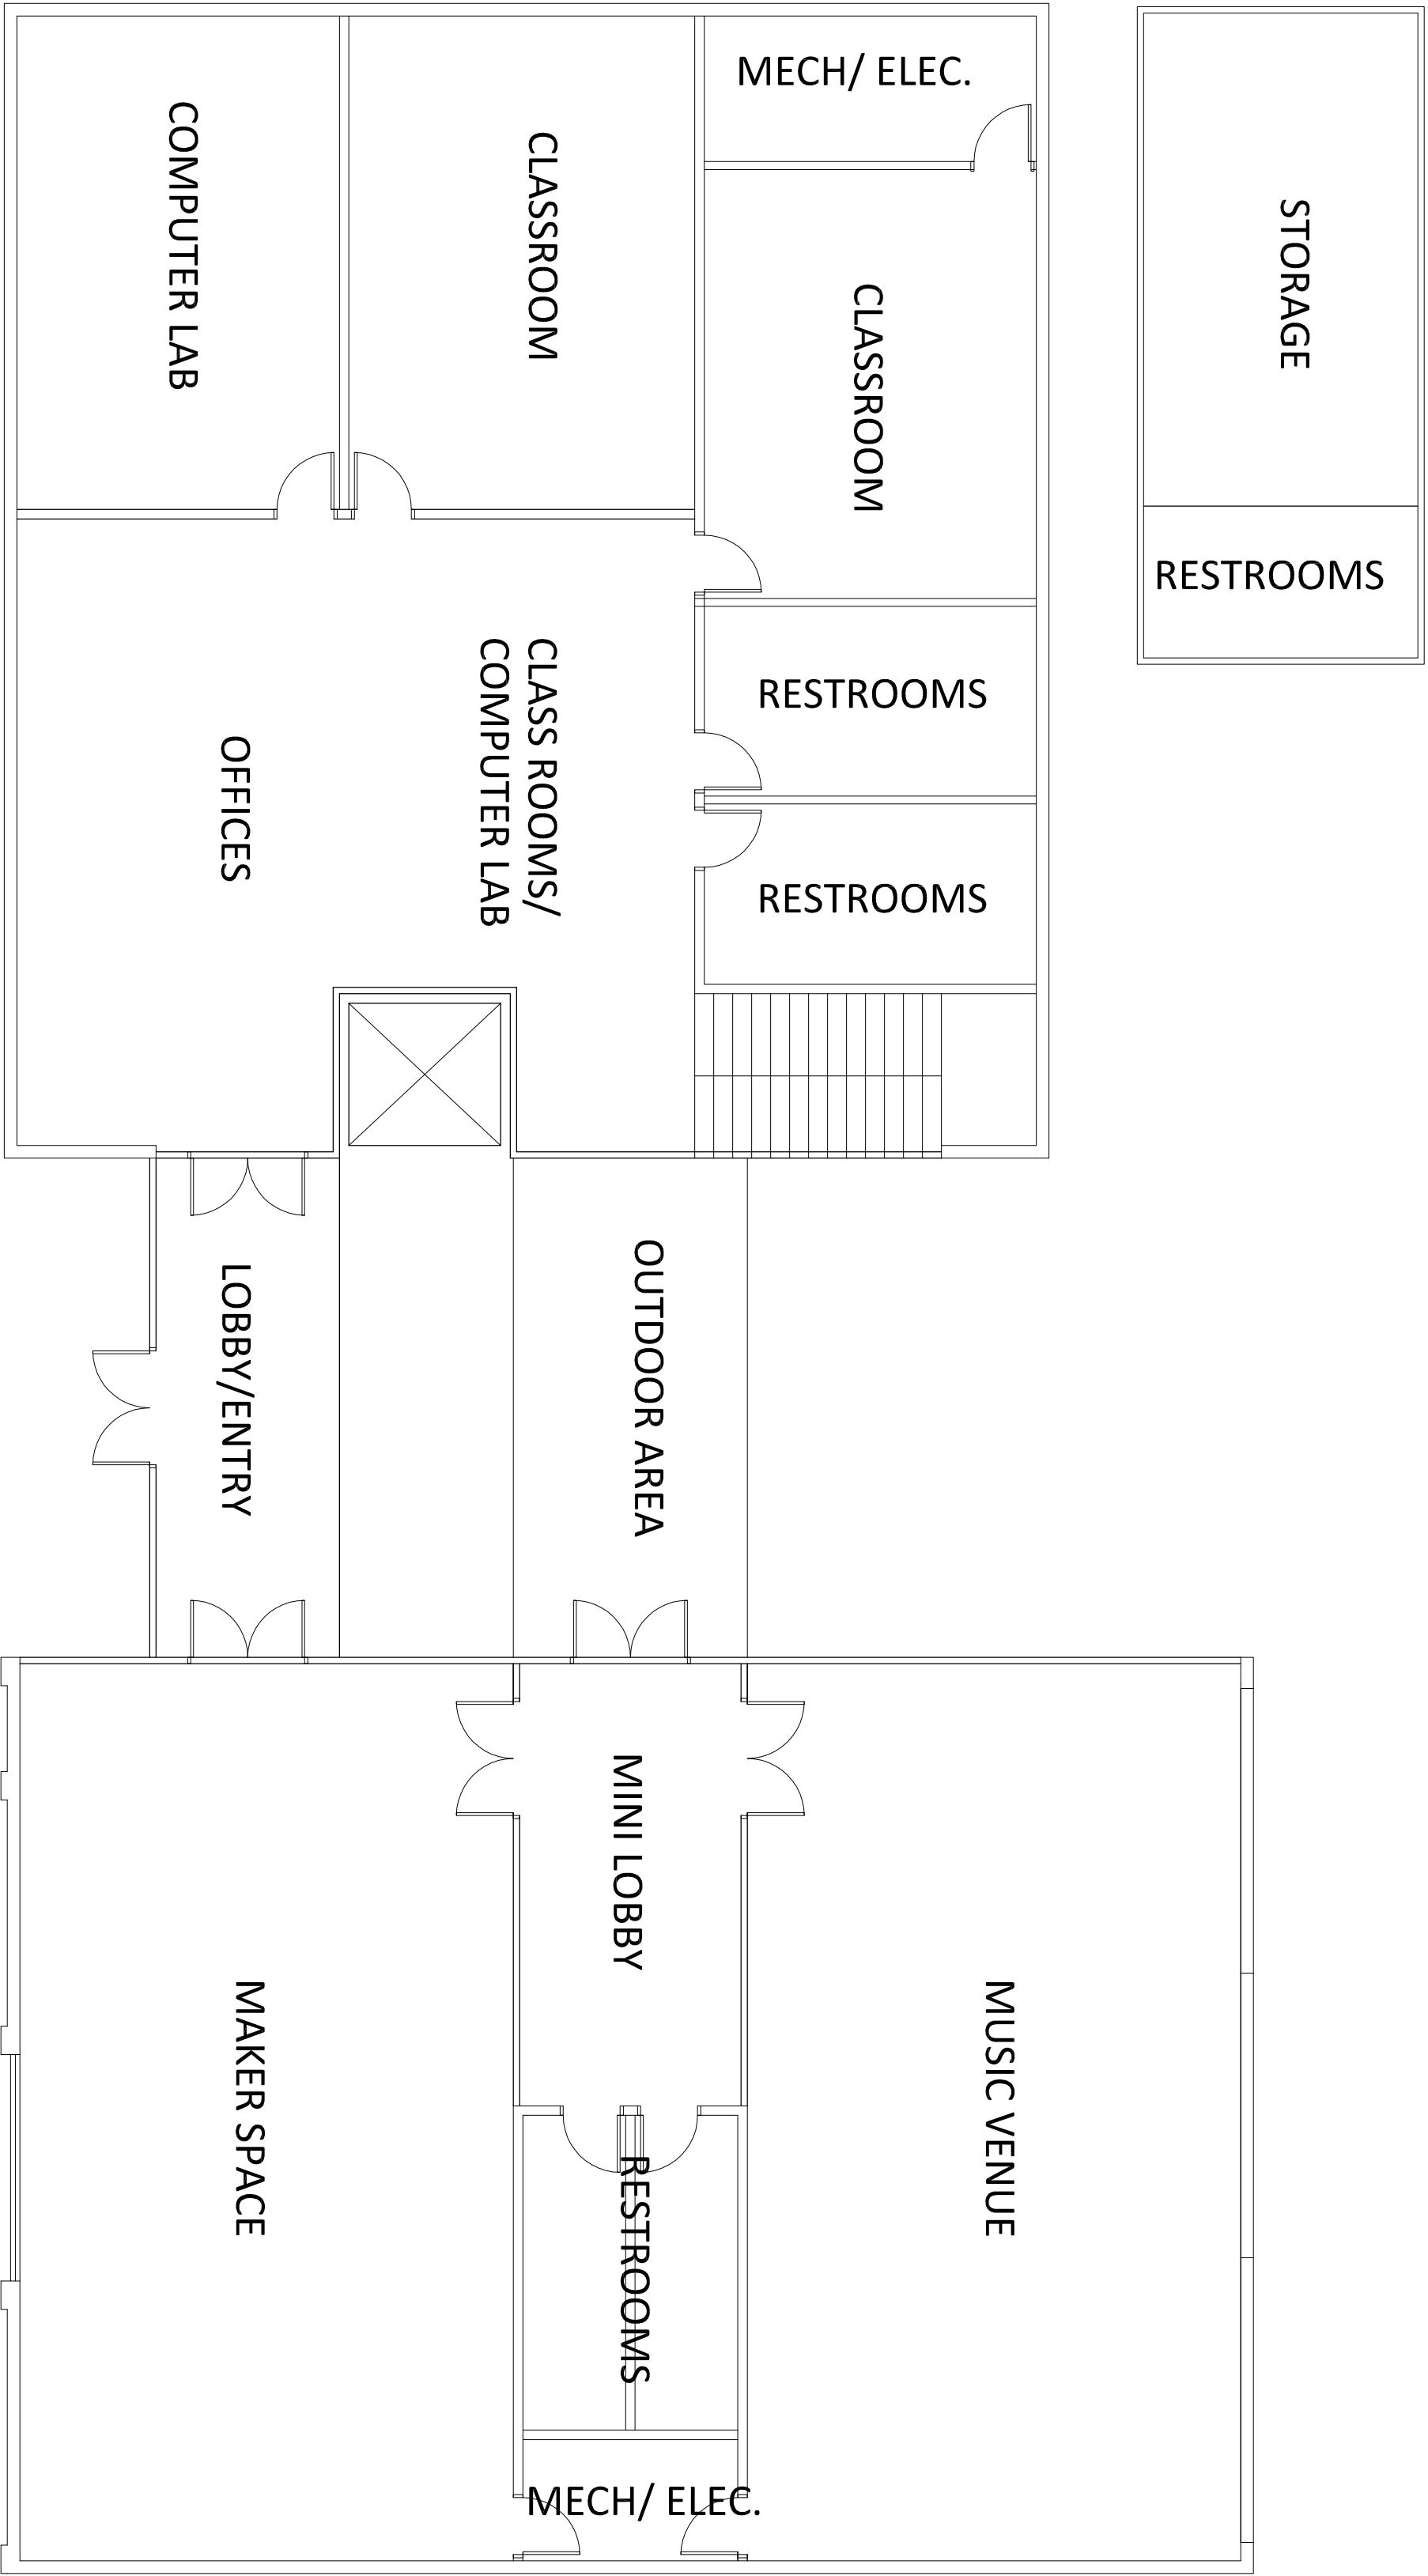 MECH/ ELEC.
COMPUTER LAB
CLASSROOM
CLASSROOM
STORAGE
RESTROOMS
RESTROOMS
OFFICES
CLASS ROOMS/
COMPUTER LAB
RESTROOMS
LOBBY/ENTRY
OUTDOOR AREA
MINI LOBBY
MAKER SPACE
MUSIC VENUE
RESTROOMS
MECH/ ELEC.